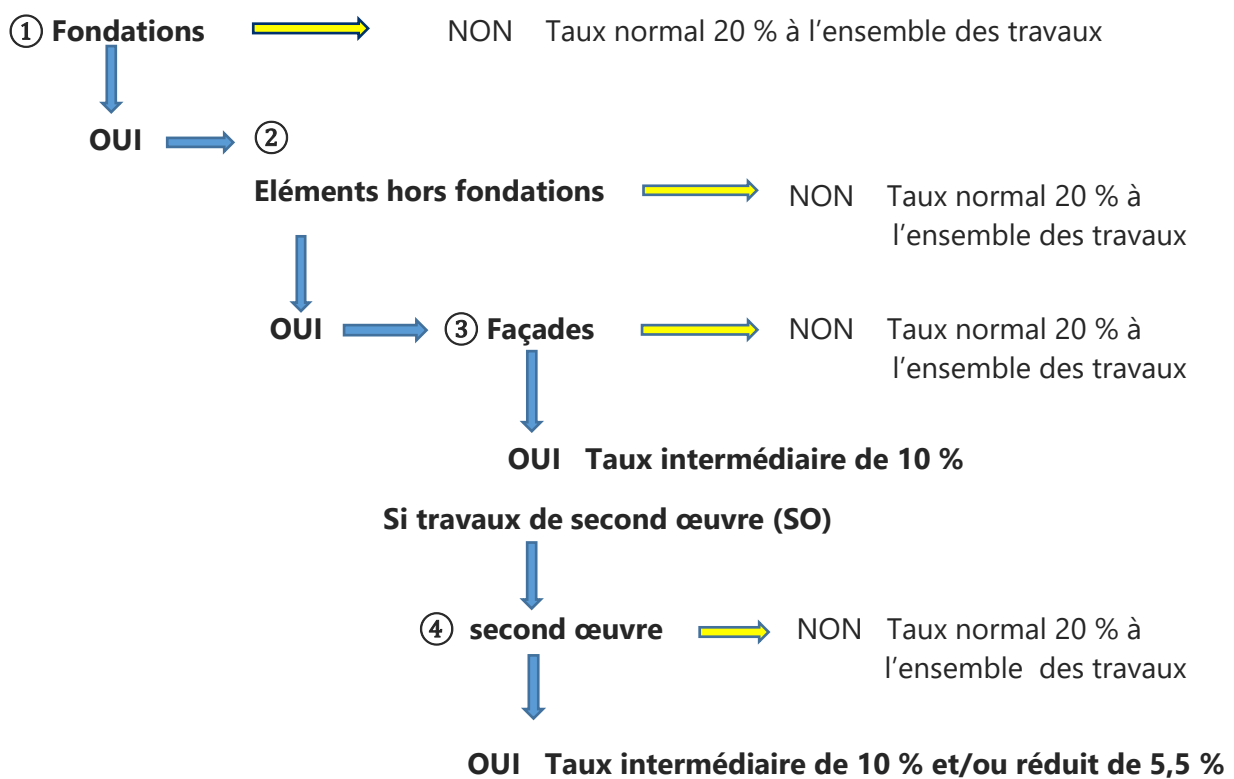 ① Fondations NON Taux normal 20 % à l’ensemble des travaux
OUI ②
Eléments hors fondations NON Taux normal 20 % à
l’ensemble des travaux
OUI ③ Façades NON Taux normal 20 % à
l’ensemble des travaux
OUI Taux intermédiaire de 10 %
Si travaux de second œuvre (SO)
④ second œuvre NON Taux normal 20 % à
l’ensemble des travaux
OUI Taux intermédiaire de 10 % et/ou réduit de 5,5 %